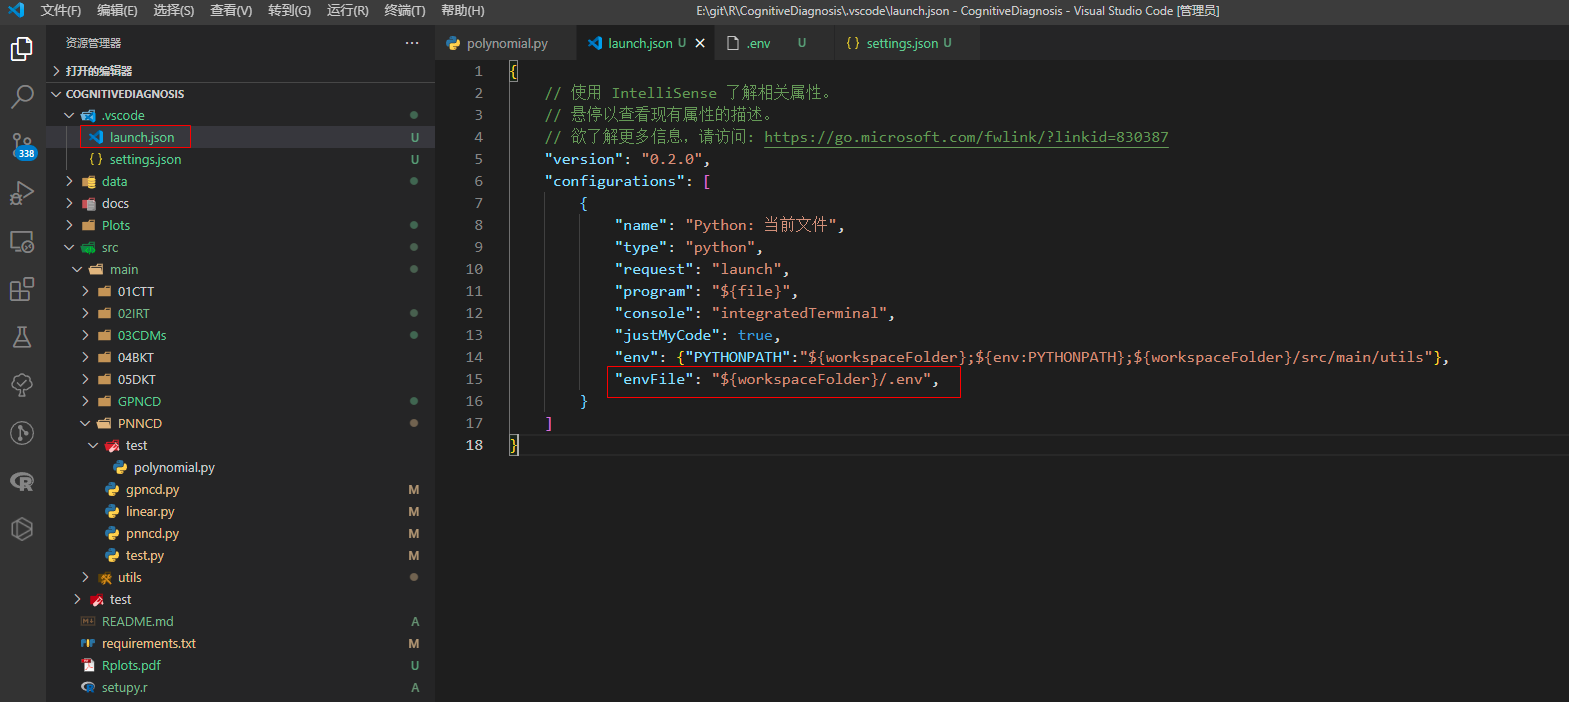 文件(F) 编辑(E) 选择(S) 查看(V) 转到(G) 运行(R) 终端(T) 帮助(H) E:\git\R\CognitiveDiagnosis\.vscode\launch.json - CognitiveDiagnosis - Visual Studio Code [管理员]
资源管理器 ···
打开的编辑器
COGNITIVEDIAGNOSIS
.vscode
launch.json U
{} settings.json U
data
docs
Plots
src
main
01CTT
02IRT
03CDMs
04BKT
05DKT
GPNCD
PNNCD
test
polynomial.py
gpncd.py M
linear.py M
pnncd.py M
test.py M
utils
test
README.md A
requirements.txt M
Rplots.pdf U
setupy.r A
338
polynomial.py launch.json U .env U {} settings.json U
1 {
2 // 使用 IntelliSense 了解相关属性。
3 // 悬停以查看现有属性的描述。
4 // 欲了解更多信息，请访问: https://go.microsoft.com/fwlink/?linkid=830387
5 "version": "0.2.0",
6 "configurations": [
7 {
8 "name": "Python: 当前文件",
9 "type": "python",
10 "request": "launch",
11 "program": "${file}",
12 "console": "integratedTerminal",
13 "justMyCode": true,
14 "env": {"PYTHONPATH":"${workspaceFolder};${env:PYTHONPATH};${workspaceFolder}/src/main/utils"},
15 "envFile": "${workspaceFolder}/.env",
16 }
17 ]
18 }